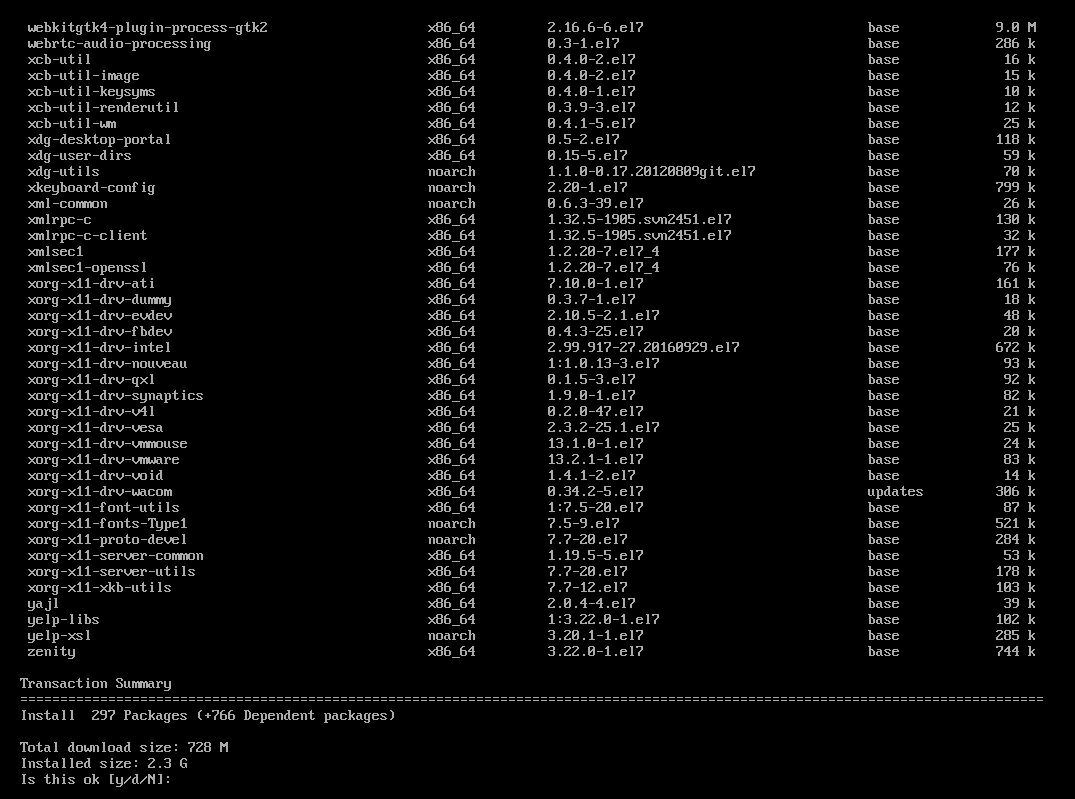 webkitgtk4-plugin-process-gtk2 x86_64 2.16.6-6.el7 base 9.0 M
webrtc-audio-processing x86_64 0.3-1.el7 base 286 k
xcb-util x86_64 0.4.0-2.el7 base 16 k
xcb-util-image x86_64 0.4.0-2.el7 base 15 k
xcb-util-keysyms x86_64 0.4.0-1.el7 base 10 k
xcb-util-renderutil x86_64 0.3.9-3.el7 base 12 k
xcb-util-wm x86_64 0.4.1-5.el7 base 25 k
xdg-desktop-portal x86_64 0.5-2.el7 base 118 k
xdg-user-dirs x86_64 0.15-5.el7 base 59 k
xdg-utils noarch 1.1.0-0.17.20120809git.el7 base 70 k
xkeyboard-config noarch 2.20-1.el7 base 799 k
xml-common noarch 0.6.3-39.el7 base 26 k
xmlrpc-c x86_64 1.32.5-1905.svn2451.el7 base 130 k
xmlrpc-c-client x86_64 1.32.5-1905.svn2451.el7 base 32 k
xmlsec1 x86_64 1.2.20-7.el7_4 base 177 k
xmlsec1-openssl x86_64 1.2.20-7.el7_4 base 76 k
xorg-x11-drv-ati x86_64 7.10.0-1.el7 base 161 k
xorg-x11-drv-dummy x86_64 0.3.7-1.el7 base 18 k
xorg-x11-drv-evdev x86_64 2.10.5-2.1.el7 base 48 k
xorg-x11-drv-fbdev x86_64 0.4.3-25.el7 base 20 k
xorg-x11-drv-intel x86_64 2.99.917-27.20160929.el7 base 672 k
xorg-x11-drv-nouveau x86_64 1:1.0.13-3.el7 base 93 k
xorg-x11-drv-qxl x86_64 0.1.5-3.el7 base 92 k
xorg-x11-drv-synaptics x86_64 1.9.0-1.el7 base 82 k
xorg-x11-drv-v4l x86_64 0.2.0-47.el7 base 21 k
xorg-x11-drv-vesa x86_64 2.3.2-25.1.el7 base 25 k
xorg-x11-drv-vmmouse x86_64 13.1.0-1.el7 base 24 k
xorg-x11-drv-vmware x86_64 13.2.1-1.el7 base 83 k
xorg-x11-drv-void x86_64 1.4.1-2.el7 base 14 k
xorg-x11-drv-wacom x86_64 0.34.2-5.el7 updates 306 k
xorg-x11-font-utils x86_64 1:7.5-20.el7 base 87 k
xorg-x11-fonts-Type1 noarch 7.5-9.el7 base 521 k
xorg-x11-proto-devel noarch 7.7-20.el7 base 284 k
xorg-x11-server-common x86_64 1.19.5-5.el7 base 53 k
xorg-x11-server-utils x86_64 7.7-20.el7 base 178 k
xorg-x11-xkb-utils x86_64 7.7-12.el7 base 103 k
yajl x86_64 2.0.4-4.el7 base 39 k
yelp-libs x86_64 1:3.22.0-1.el7 base 102 k
yelp-xsl noarch 3.20.1-1.el7 base 285 k
zenity x86_64 3.22.0-1.el7 base 744 k
Transaction Summary
================================================================================================================================
Install 297 Packages (+766 Dependent packages)
Total download size: 728 M
Installed size: 2.3 G
Is this ok [y/d/N]: